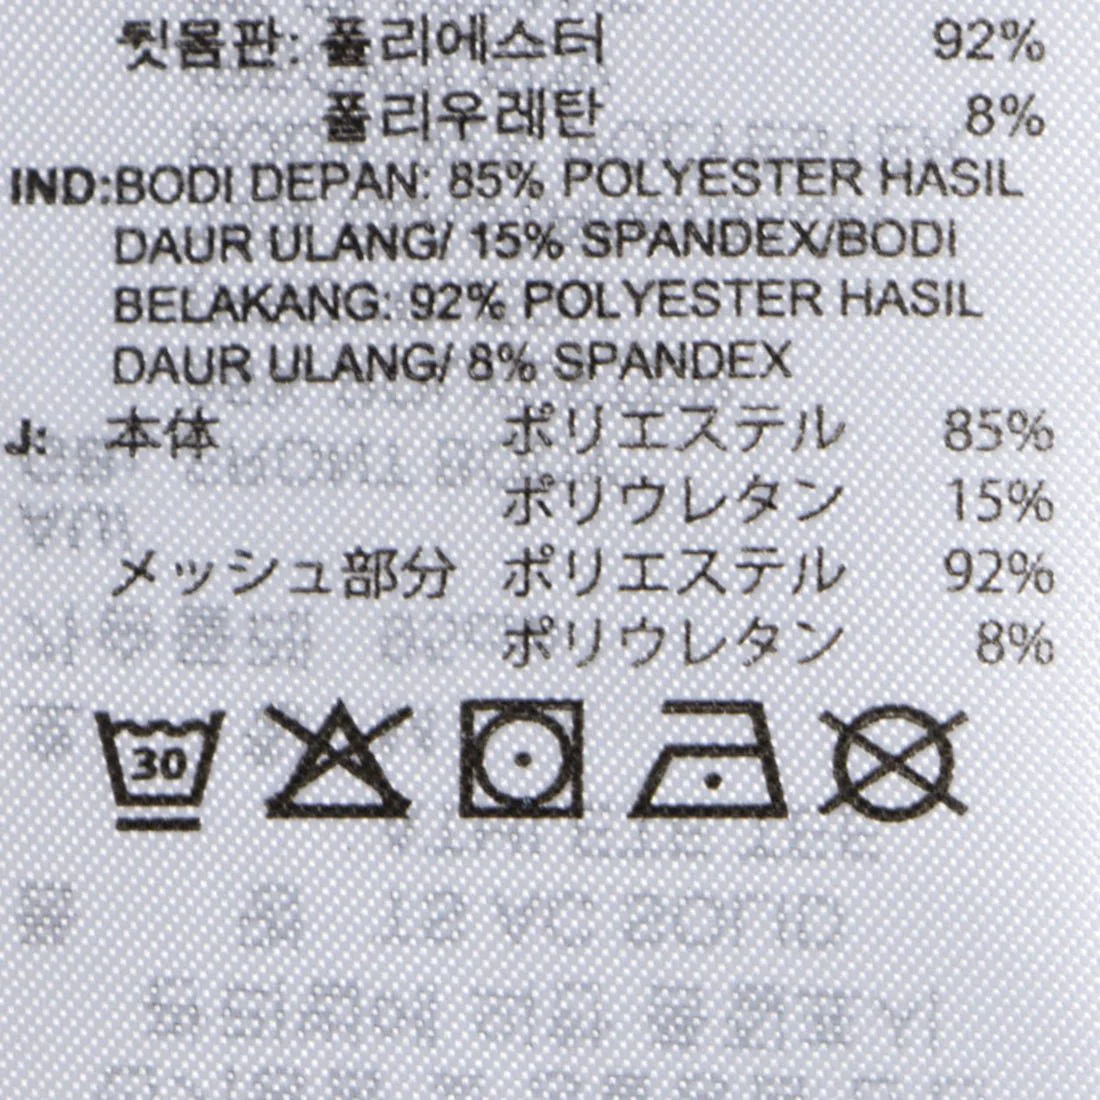 뒷몸판: 폴리에스터 92%
폴리우레탄 8%
IND:BODI DEPAN: 85% POLYESTER HASIL
DAUR ULANG/ 15% SPANDEX/BODI
BELAKANG: 92% POLYESTER HASIL
DAUR ULANG/ 8% SPANDEX
J: 本体 ポリエステル 85%
ポリウレタン 15%
メッシュ部分 ポリエステル 92%
ポリウレタン 8%
30